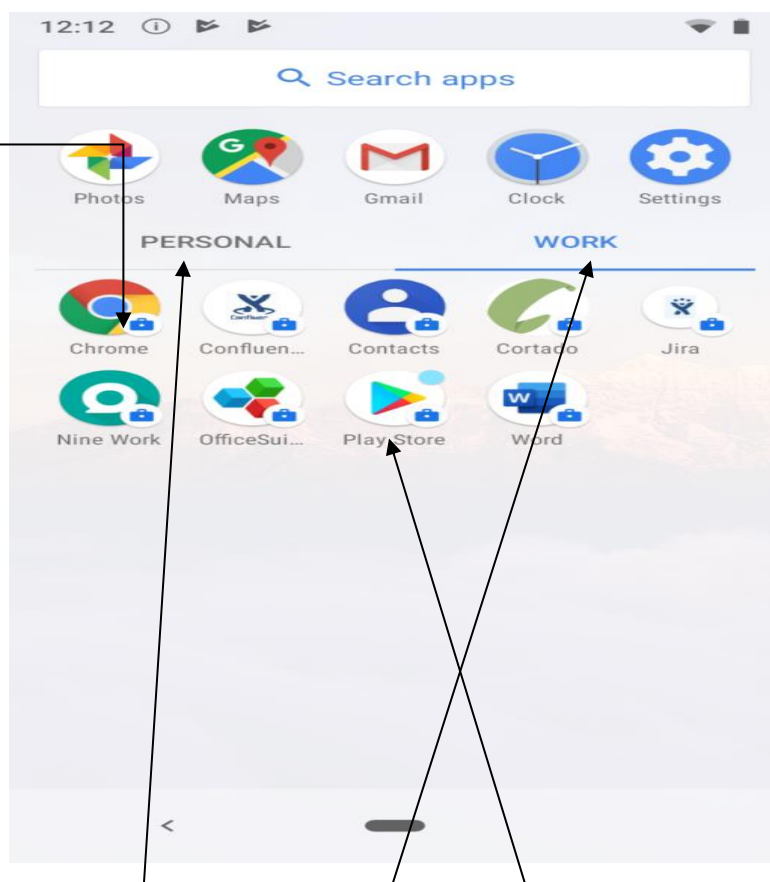 12:12
Search apps
Photos Maps Gmail Clock Settings
PERSONAL WORK
Chrome Confluen... Contacts Cortado Jira
Nine Work OfficeSui... Play Store Word